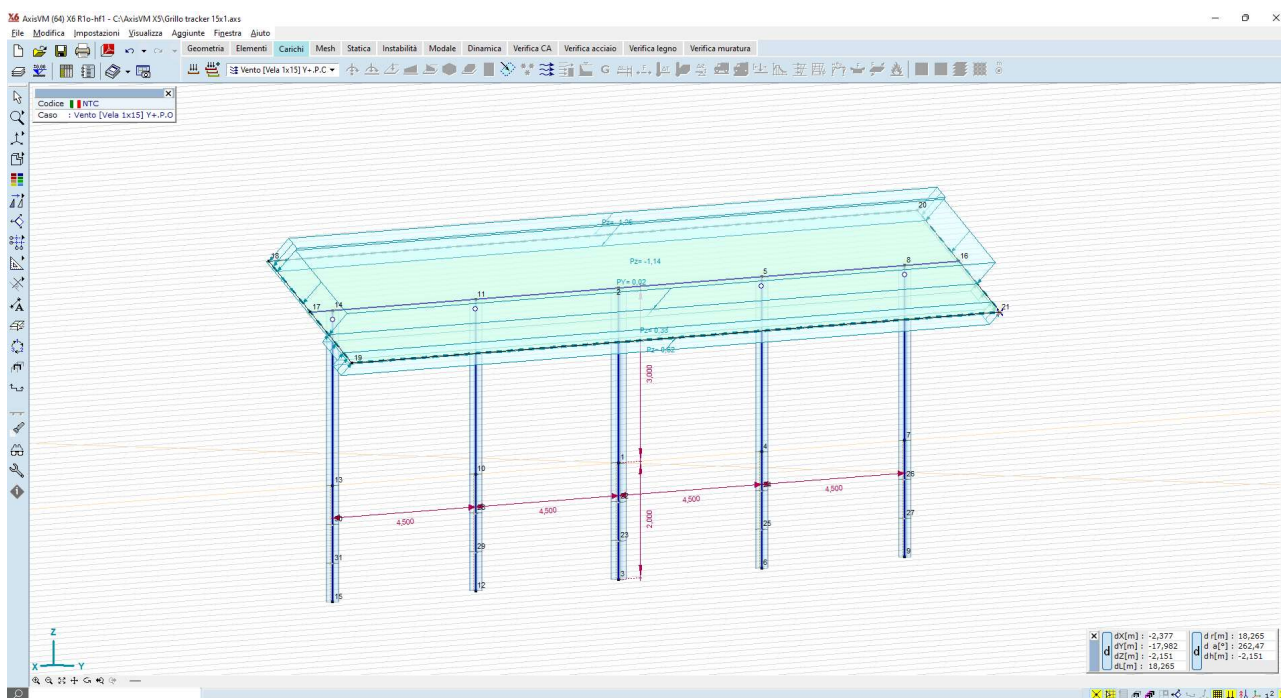 AxisVM (64) X6 R1o-hf1 - C:\AxisVM X5\Grillo tracker 15x1.axs
File Modifica Impostazioni Visualizza Aggiunte Finestra Aiuto
Geometria Elementi Carichi Mesh Statica Instabilità Modale Dinamica Verifica CA Verifica acciaio Verifica legno Verifica muratura
Vento [Vela 1x15] Y+.P.C
Codice NTC
Caso : Vento [Vela 1x15] Y+.P.O
20
Pz= -1,26
18
Pz= -1,14
8
16
5
PY= 0,02
2
11
17
14
21
Pz= 0,35
19
Pz= 0,62
3,000
7
4
1
10
26
13
4,500
4,500
4,500
4,500
2,000
27
25
23
29
31
9
6
3
12
15
Z
X
Y
dX[m] : -2,377
dY[m] : -17,982
dZ[m] : -2,151
dL[m] : 18,265
d
d r[m] : 18,265
d a[°] : 262,47
d h[m] : -2,151